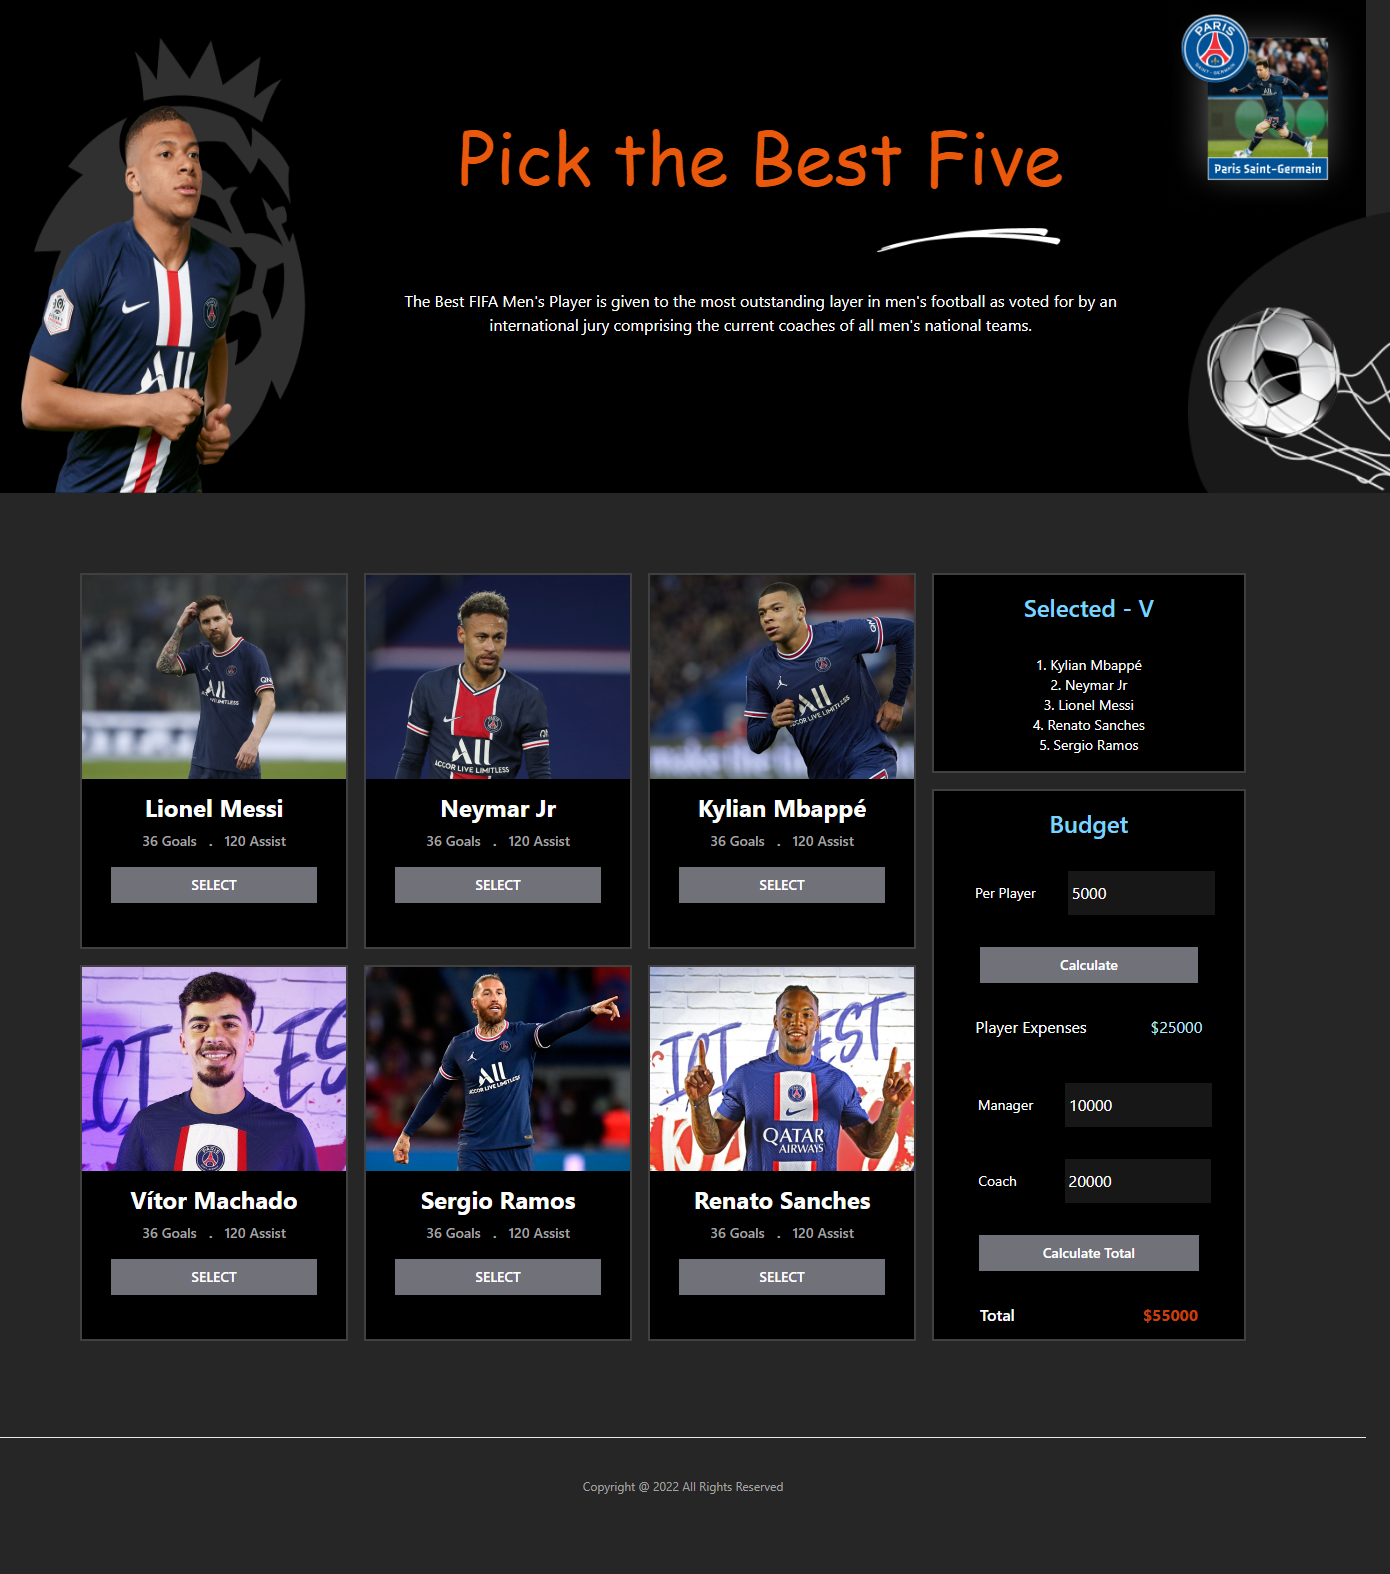 PARIS
SAINT-GERMAIN
Paris Saint-Germain
Pick the Best Five
The Best FIFA Men's Player is given to the most outstanding layer in men's football as voted for by an
international jury comprising the current coaches of all men's national teams.
Lionel Messi
36 Goals . 120 Assist
SELECT
Neymar Jr
36 Goals . 120 Assist
SELECT
Kylian Mbappé
36 Goals . 120 Assist
SELECT
Vítor Machado
36 Goals . 120 Assist
SELECT
Sergio Ramos
36 Goals . 120 Assist
SELECT
QATAR
AIRWAYS
Renato Sanches
36 Goals . 120 Assist
SELECT
Selected - V
1. Kylian Mbappé
2. Neymar Jr
3. Lionel Messi
4. Renato Sanches
5. Sergio Ramos
Budget
Per Player 5000
Calculate
Player Expenses $25000
Manager 10000
Coach 20000
Calculate Total
Total $55000
Copyright @ 2022 All Rights Reserved